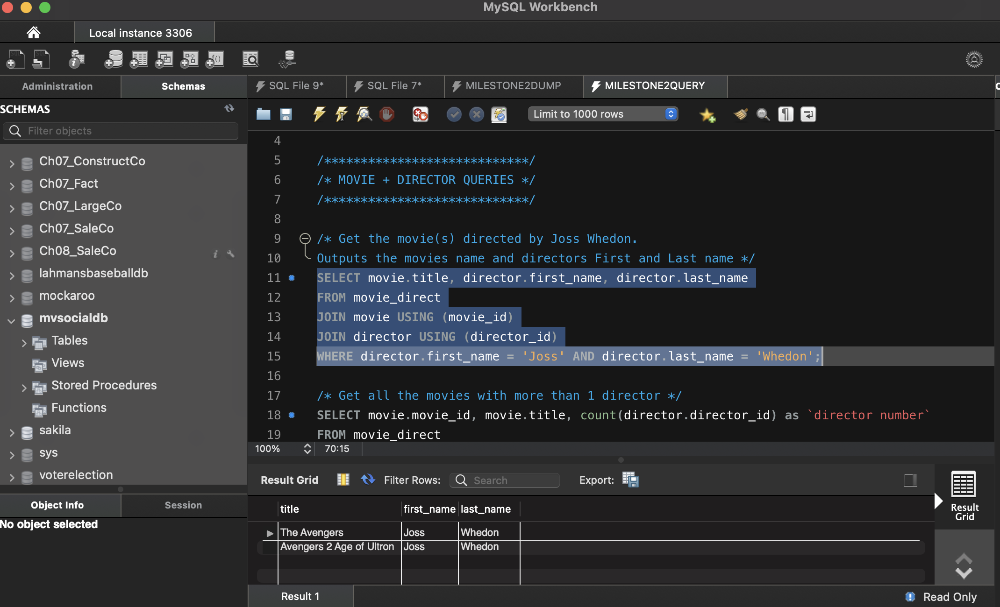 MySQL Workbench
Local instance 3306
Administration
Schemas
SCHEMAS
Filter objects
Ch07_ConstructCo
Ch07_Fact
Ch07_LargeCo
Ch07_SaleCo
Ch08_SaleCo
lahmansbaseballdb
mockaroo
mvsocialdb
Tables
Views
Stored Procedures
Functions
sakila
sys
voterelection
Object Info
Session
No object selected
SQL File 9*
SQL File 7*
MILESTONE2DUMP
MILESTONE2QUERY
Limit to 1000 rows
4
5 /****************************/
6 /* MOVIE + DIRECTOR QUERIES */
7 /****************************/
8
9 /* Get the movie(s) directed by Joss Whedon.
10 Outputs the movies name and directors First and Last name */
11 SELECT movie.title, director.first_name, director.last_name
12 FROM movie_direct
13 JOIN movie USING (movie_id)
14 JOIN director USING (director_id)
15 WHERE director.first_name = 'Joss' AND director.last_name = 'Whedon';
16
17 /* Get all the movies with more than 1 director */
18 SELECT movie.movie_id, movie.title, count(director.director_id) as `director number`
19 FROM movie_direct
100%
70:15
Result Grid
Filter Rows:
Search
Export:
title first_name last_name
The Avengers Joss Whedon
Avengers 2 Age of Ultron Joss Whedon
Result
Grid
Result 1
Read Only